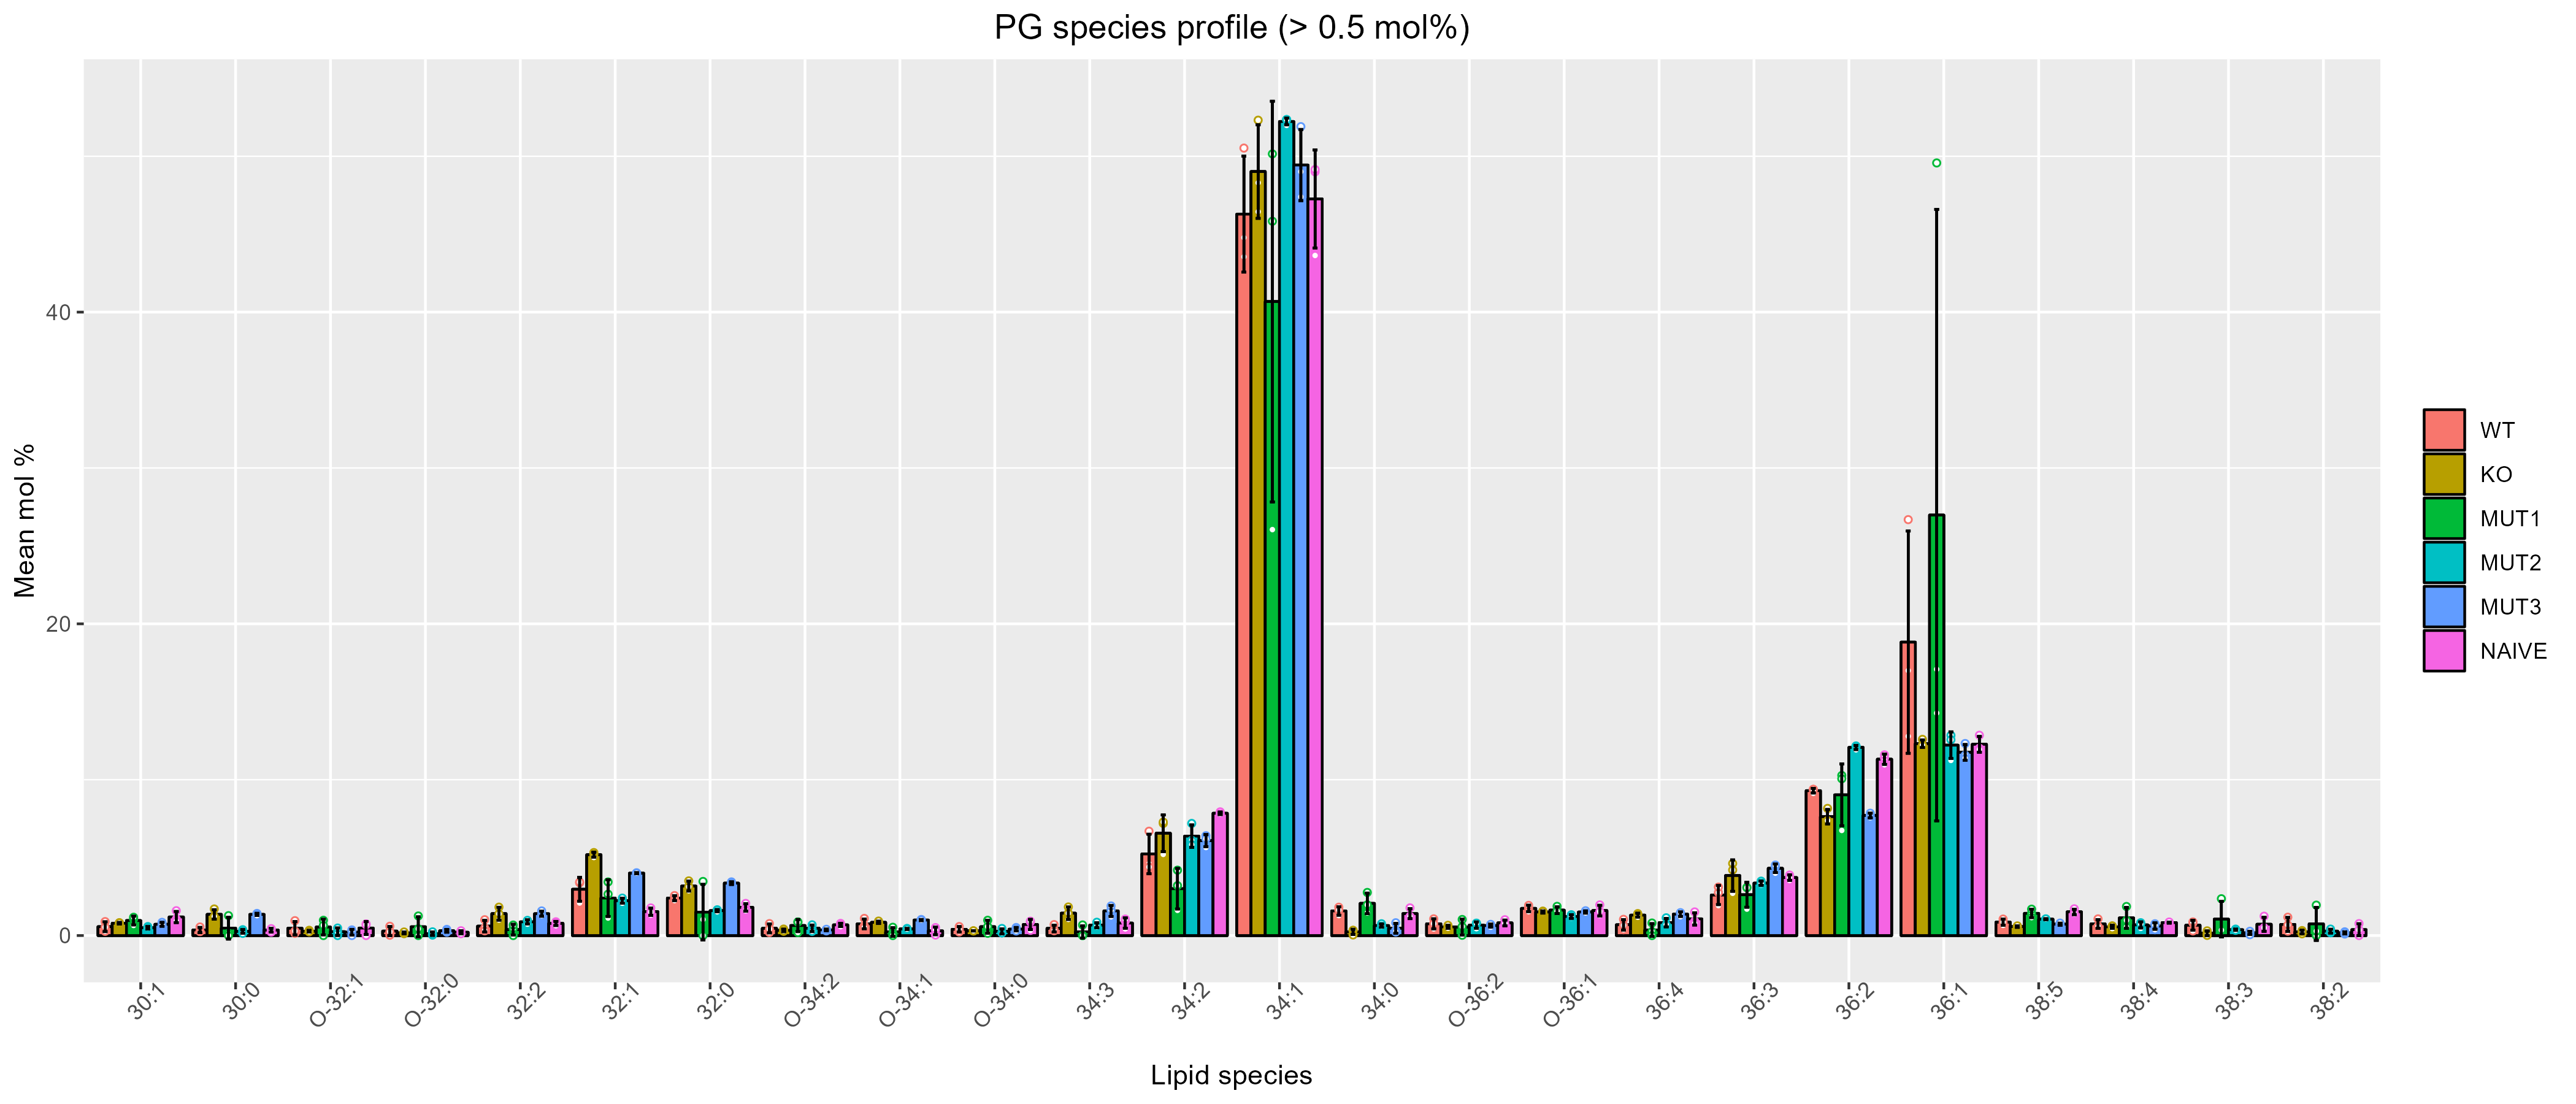 PG species profile (> 0.5 mol%)
Mean mol %
40
20
0
30:1
30:0
O-32:1
O-32:0
32:2
32:1
32:0
O-34:2
O-34:1
O-34:0
34:3
34:2
34:1
34:0
O-36:2
O-36:1
36:4
36:3
36:2
36:1
38:5
38:4
38:3
38:2
Lipid species
WT
KO
MUT1
MUT2
MUT3
NAIVE